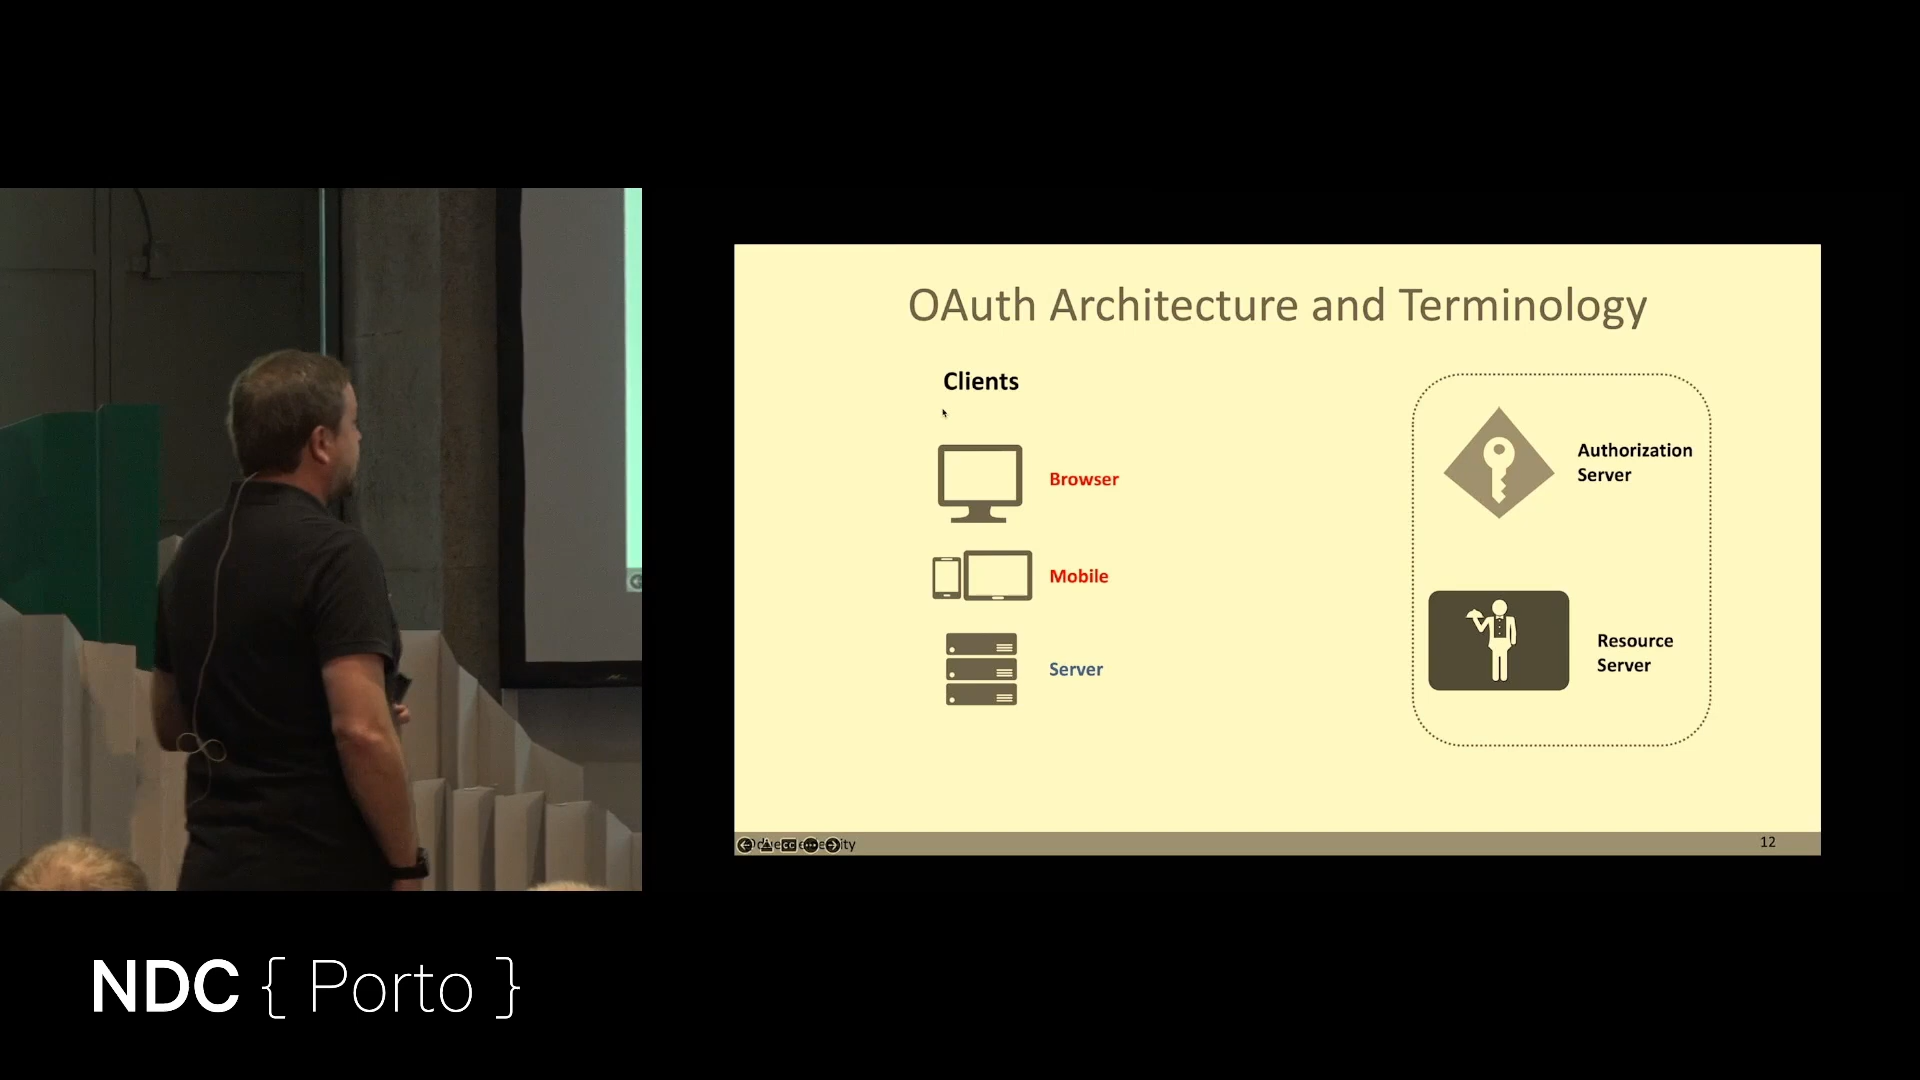 OAuth Architecture and Terminology
Clients
Browser
Mobile
Server
Authorization
Server
Resource
Server
12
NDC { Porto }